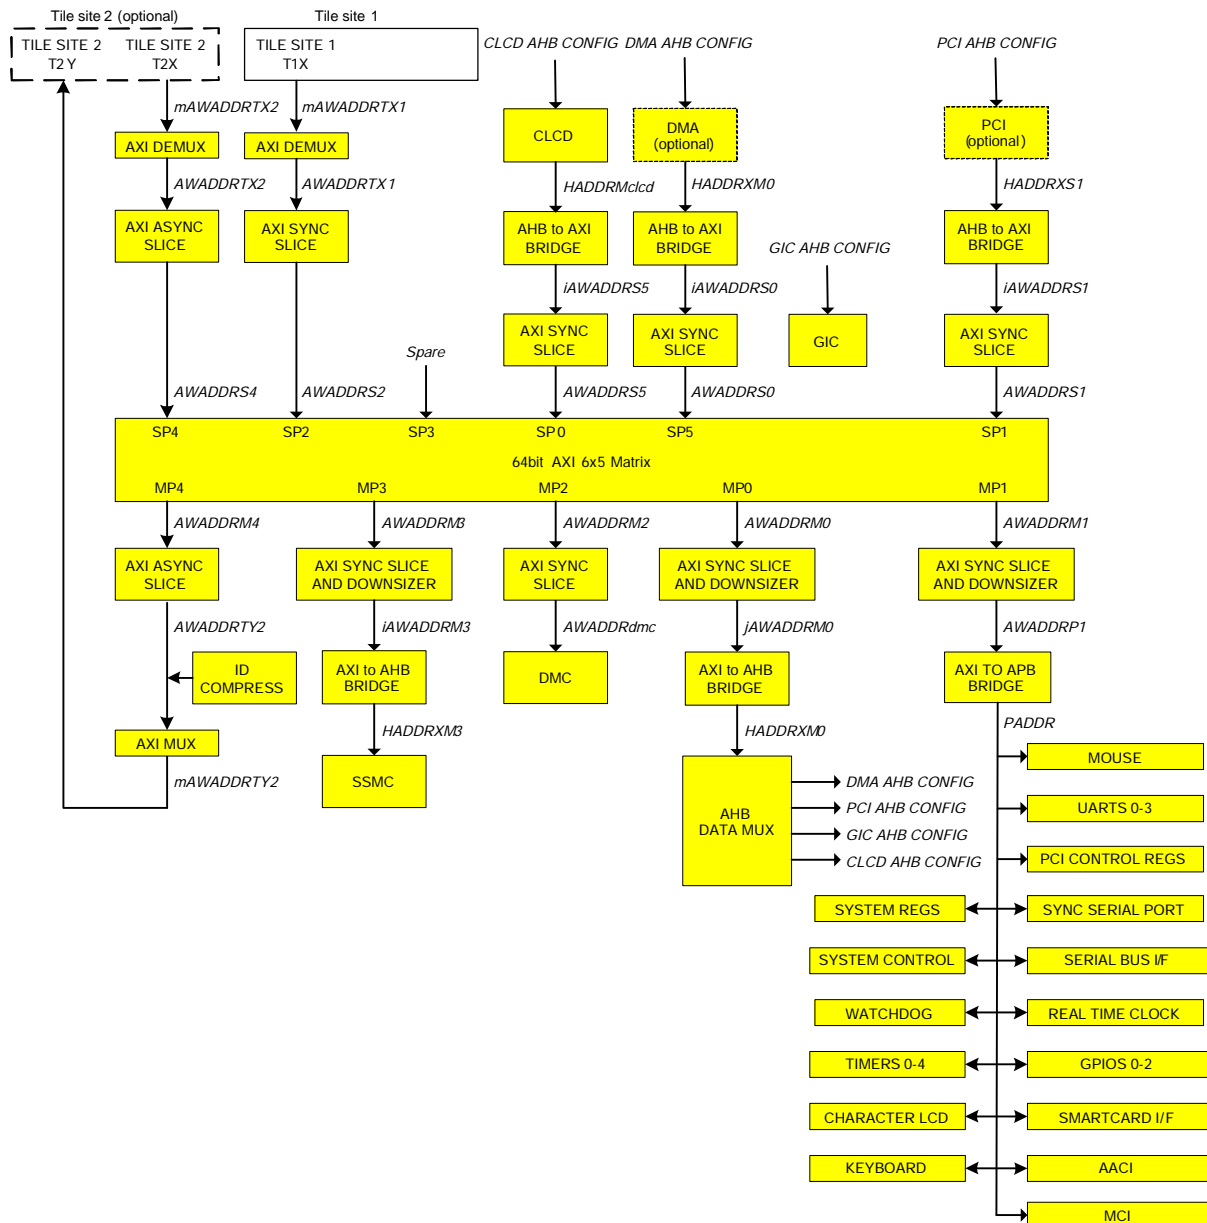 Tile site 2 (optional)
Tile site 1
TILE SITE 2
T2Y
TILE SITE 2
T2X
TILE SITE 1
T1X
CLCD AHB CONFIG
DMA AHB CONFIG
PCI AHB CONFIG
mAWADDRTX2
mAWADDRTX1
AXI DEMUX
AXI DEMUX
CLCD
DMA
(optional)
PCI
(optional)
AWADDRTX2
AWADDRTX1
HADDRMclcd
HADDRXM0
HADDRXS1
AXI ASYNC
SLICE
AXI SYNC
SLICE
AHB to AXI
BRIDGE
AHB to AXI
BRIDGE
AHB to AXI
BRIDGE
GIC AHB CONFIG
iAWADDRS5
iAWADDRS0
iAWADDRS1
AXI SYNC
SLICE
AXI SYNC
SLICE
GIC
AXI SYNC
SLICE
Spare
AWADDRS4
AWADDRS2
AWADDRS5
AWADDRS0
AWADDRS1
SP4
SP2
SP3
SP0
SP5
SP1
64bit AXI 6x5 Matrix
MP4
MP3
MP2
MP0
MP1
AWADDRM4
AWADDRM3
AWADDRM2
AWADDRM0
AWADDRM1
AXI ASYNC
SLICE
AXI SYNC SLICE
AND DOWNSIZER
AXI SYNC
SLICE
AXI SYNC SLICE
AND DOWNSIZER
AXI SYNC SLICE
AND DOWNSIZER
AWADDRTY2
iAWADDRM3
AWADDRdmc
jAWADDRM0
AWADDRP1
ID
COMPRESS
AXI to AHB
BRIDGE
DMC
AXI to AHB
BRIDGE
AXI TO APB
BRIDGE
HADDRXM3
HADDRXM0
PADDR
AXI MUX
mAWADDRTY2
SSMC
AHB
DATA MUX
DMA AHB CONFIG
PCI AHB CONFIG
GIC AHB CONFIG
CLCD AHB CONFIG
MOUSE
UARTS 0-3
PCI CONTROL REGS
SYSTEM REGS
SYNC SERIAL PORT
SYSTEM CONTROL
SERIAL BUS I/F
WATCHDOG
REAL TIME CLOCK
TIMERS 0-4
GPIOS 0-2
CHARACTER LCD
SMARTCARD I/F
KEYBOARD
AACI
MCI